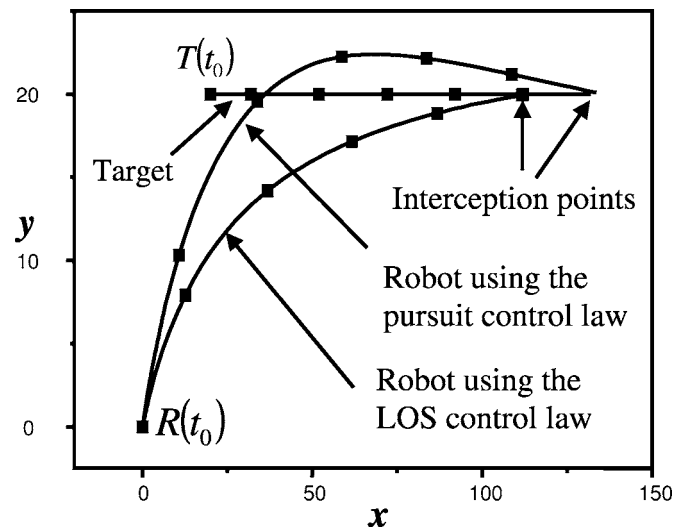 T(t₀)
20
Target
Interception points
y
10
Robot using the
pursuit control law
Robot using the
LOS control law
0
R(t₀)
0
50
100
150
x